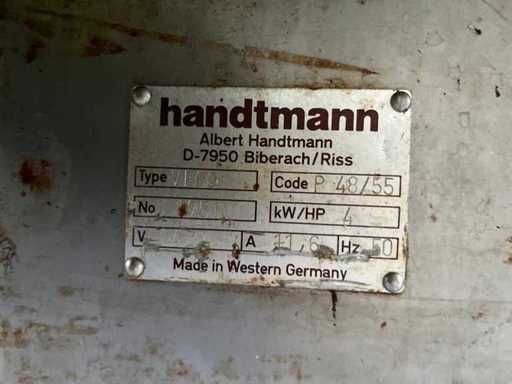 handtmann
Albert Handtmann
D-7950 Biberach/Riss
Type Code P 48/55
No kW/HP 4
V A 11,6 Hz 50
Made in Western Germany